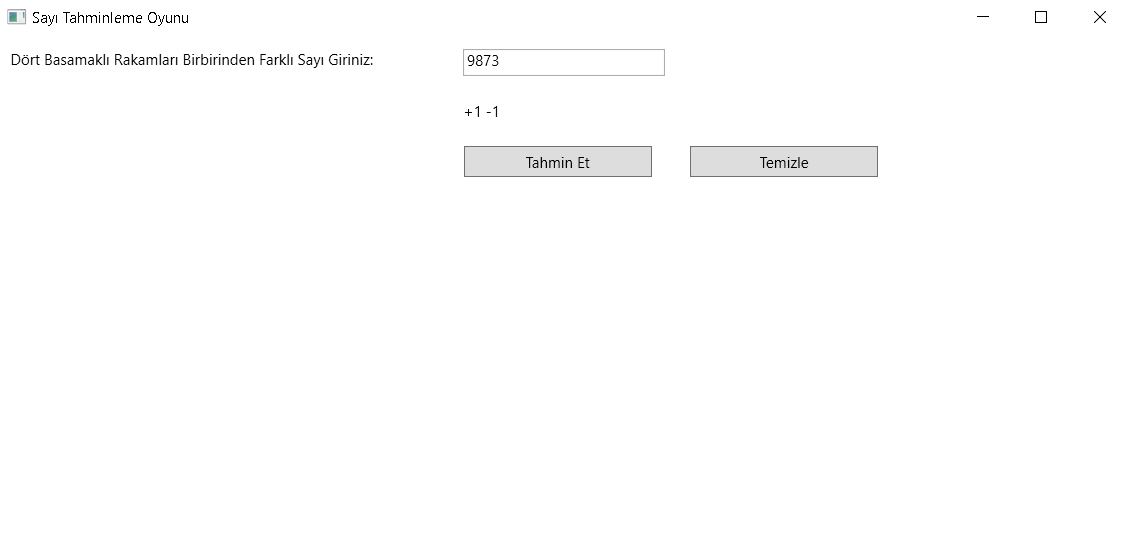 Sayı Tahminleme Oyunu
Dört Basamaklı Rakamları Birbirinden Farklı Sayı Giriniz: 9873
+1 -1
Tahmin Et Temizle